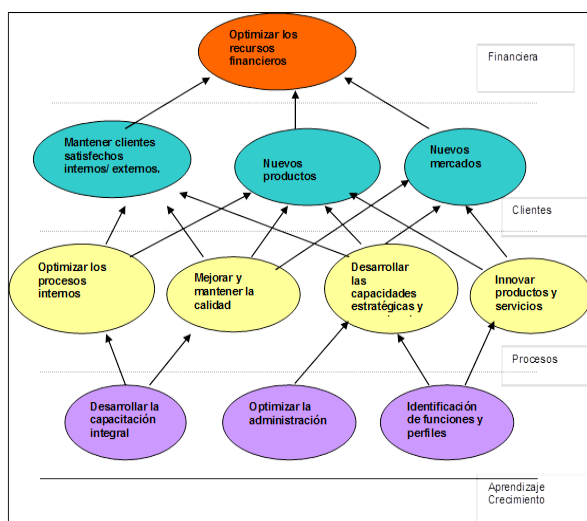 Optimizar los
recursos
financieros
Financiera
Mantener clientes
satisfechos
internos/ externos.
Nuevos
productos
Nuevos
mercados
Clientes
Optimizar los
procesos
internos
Mejorar y
mantener la
calidad
Desarrollar
las
capacidades
estratégicas y
Innovar
productos y
servicios
Procesos
Desarrollar la
capacitación
integral
Optimizar la
administración
Identificación
de funciones y
perfiles
Aprendizaje
Crecimiento